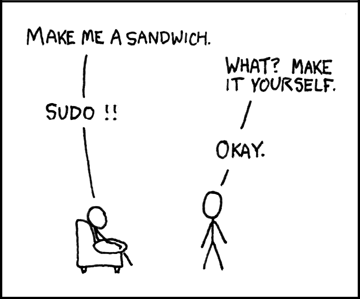 MAKE ME A SANDWICH.
WHAT? MAKE
IT YOURSELF.
SUDO !!
OKAY.